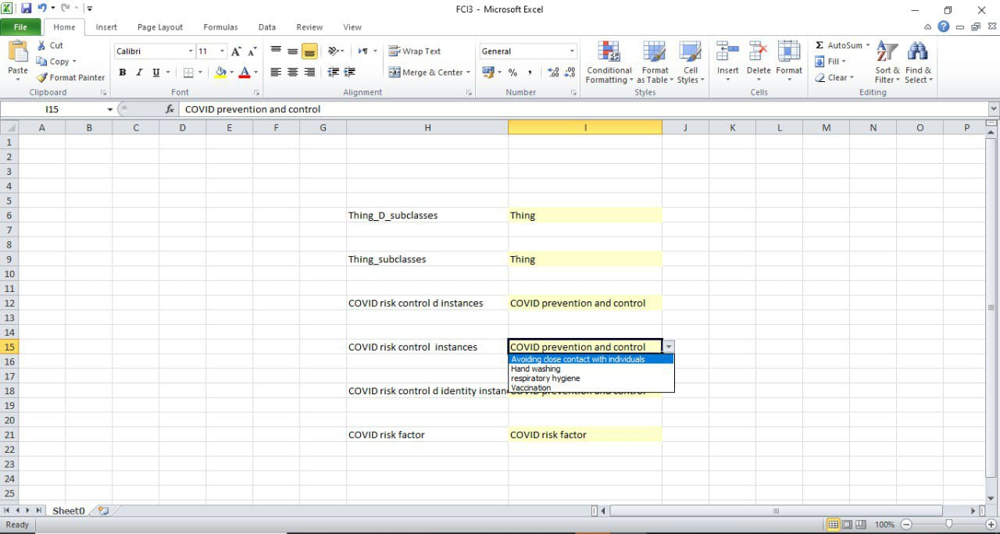 FCI3 - Microsoft Excel
File Home Insert Page Layout Formulas Data Review View
Paste
Cut
Copy
Format Painter
Clipboard
Calibri 11
B I U
Font
Wrap Text
Merge & Center
Alignment
General
% ,
Number
Conditional Formatting
Format as Table
Cell Styles
Styles
Insert Delete Format
Cells
Σ AutoSum
Fill
Clear
Sort & Filter
Find & Select
Editing
I15 fx COVID prevention and control
A B C D E F G H I J K L M N O P
1
2
3
4
5
6 Thing_D_subclasses Thing
7
8
9 Thing_subclasses Thing
10
11
12 COVID risk control d instances COVID prevention and control
13
14
15 COVID risk control  instances COVID prevention and control
Avoiding close contact with individuals
16 Hand washing
17 respiratory hygiene
Vaccination
18 COVID risk control d identity instan
19
20
21 COVID risk factor COVID risk factor
22
23
24
25
Sheet0
Ready 100%